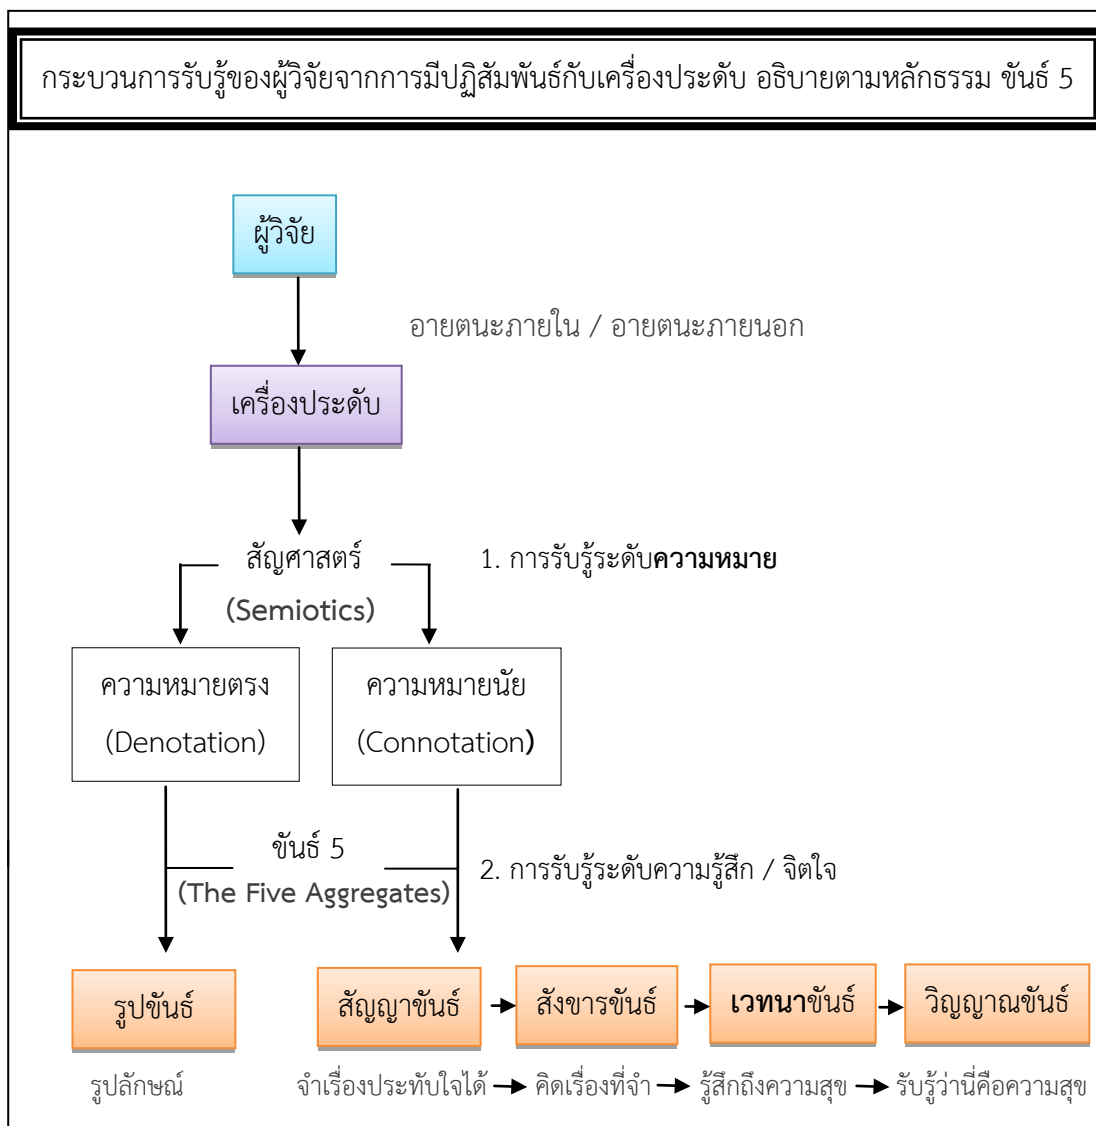 กระบวนการรับรู้ของผู้วิจัยจากการมีปฏิสัมพันธ์กับเครื่องประดับ อธิบายตามหลักธรรม ขันธ์ 5
ผู้วิจัย
อายตนะภายใน / อายตนะภายนอก
เครื่องประดับ
สัญศาสตร์
(Semiotics)
1. การรับรู้ระดับความหมาย
ความหมายตรง
(Denotation)
ความหมายนัย
(Connotation)
ขันธ์ 5
(The Five Aggregates)
2. การรับรู้ระดับความรู้สึก / จิตใจ
รูปขันธ์
สัญญาขันธ์
สังขารขันธ์
เวทนาขันธ์
วิญญาณขันธ์
รูปลักษณ์
จำเรื่องประทับใจได้
คิดเรื่องที่จำ
รู้สึกถึงความสุข
รับรู้ว่านี่คือความสุข